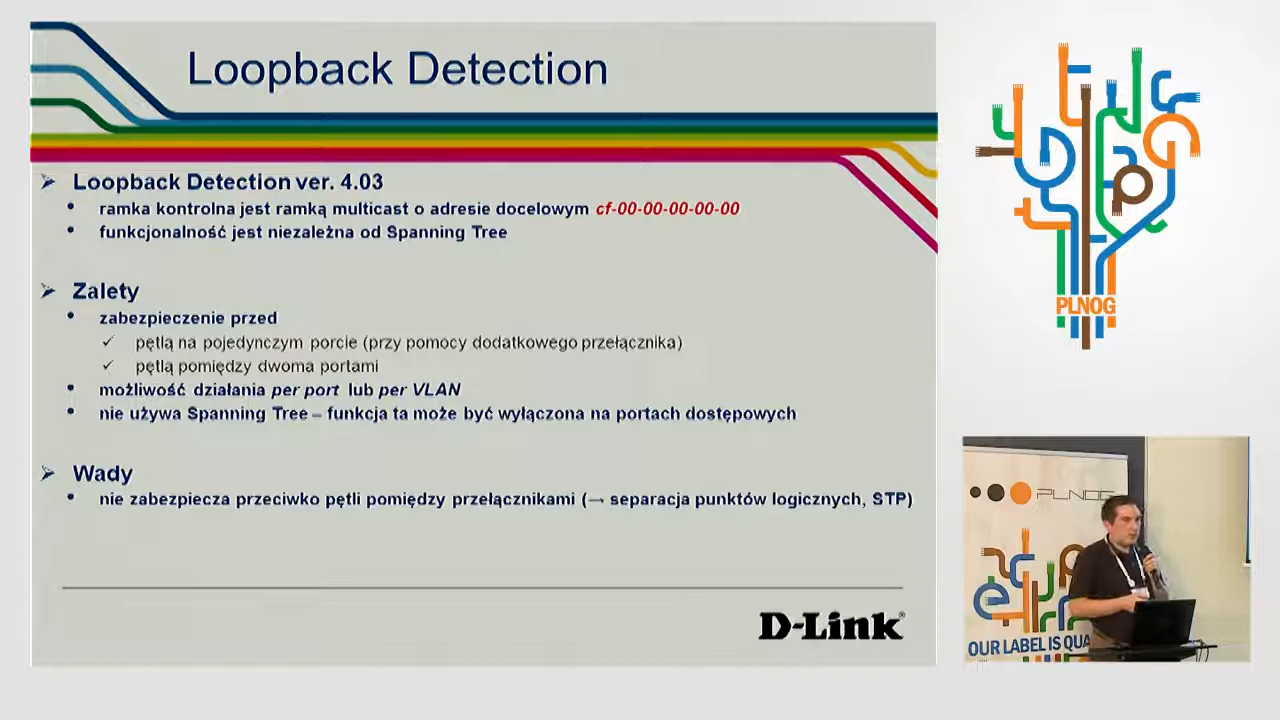 Loopback Detection
Loopback Detection ver. 4.03
ramka kontrolna jest ramką multicast o adresie docelowym cf-00-00-00-00-00
funkcjonalność jest niezależna od Spanning Tree
Zalety
zabezpieczenie przed
pętlą na pojedynczym porcie (przy pomocy dodatkowego przełącznika)
pętlą pomiędzy dwoma portami
możliwość działania per port lub per VLAN
nie używa Spanning Tree – funkcja ta może być wyłączona na portach dostępowych
Wady
nie zabezpiecza przeciwko pętli pomiędzy przełącznikami (→ separacja punktów logicznych, STP)
D-Link®
PLNOG
PLNOG
OUR LABEL IS QUA